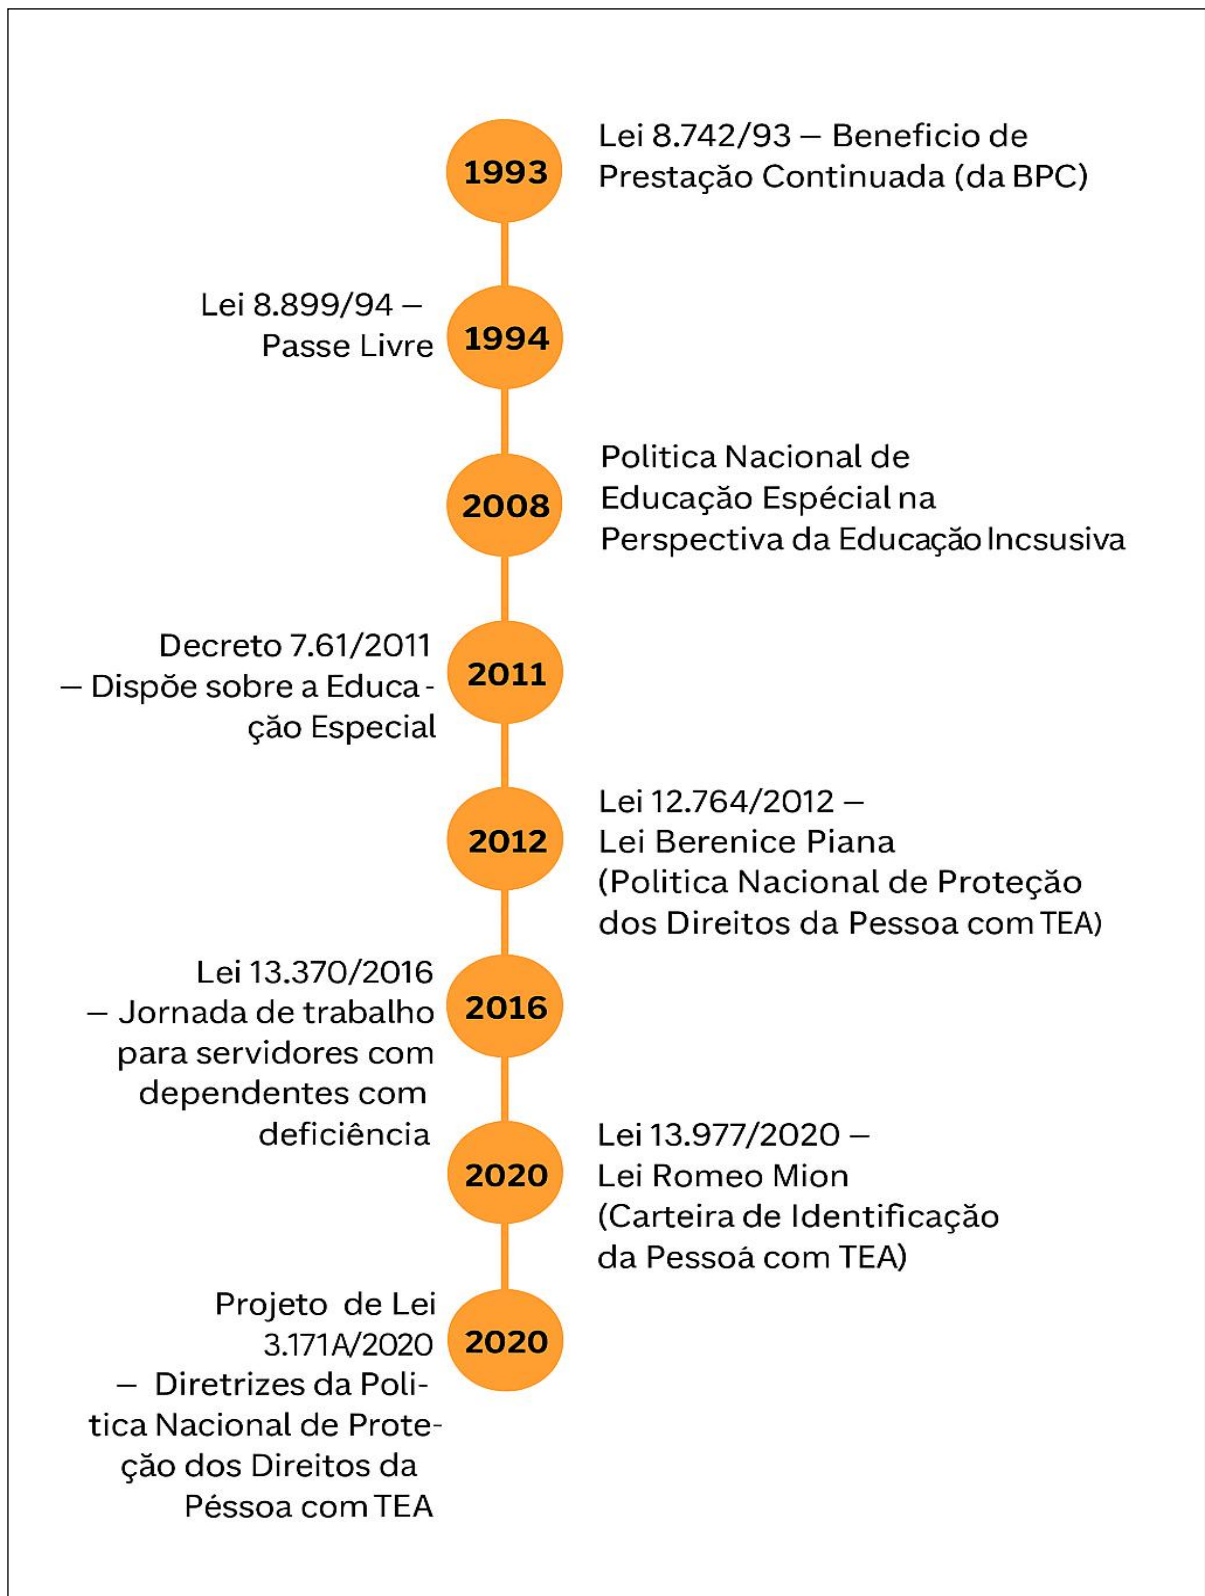 1993
Lei 8.742/93 – Beneficio de
Prestação Continuada (da BPC)
Lei 8.899/94 –
Passe Livre
1994
2008
Politica Nacional de
Educação Espécial na
Perspectiva da Educação Incsusiva
Decreto 7.61/2011
– Dispõe sobre a Educa-
ção Especial
2011
2012
Lei 12.764/2012 –
Lei Berenice Piana
(Politica Nacional de Proteção
dos Direitos da Pessoa com TEA)
Lei 13.370/2016
– Jornada de trabalho
para servidores com
dependentes com
deficiência
2016
2020
Lei 13.977/2020 –
Lei Romeo Mion
(Carteira de Identificação
da Pessoá com TEA)
Projeto de Lei
3.171A/2020
– Diretrizes da Poli-
tica Nacional de Prote-
ção dos Direitos da
Péssoa com TEA
2020